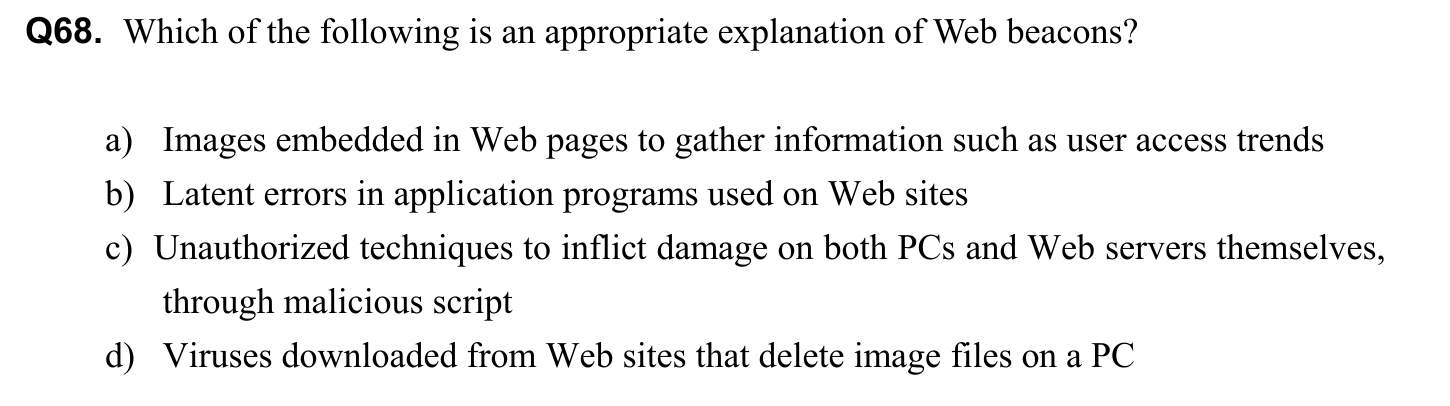 Q68. Which of the following is an appropriate explanation of Web beacons?
a) Images embedded in Web pages to gather information such as user access trends
b) Latent errors in application programs used on Web sites
c) Unauthorized techniques to inflict damage on both PCs and Web servers themselves,
through malicious script
d) Viruses downloaded from Web sites that delete image files on a PC